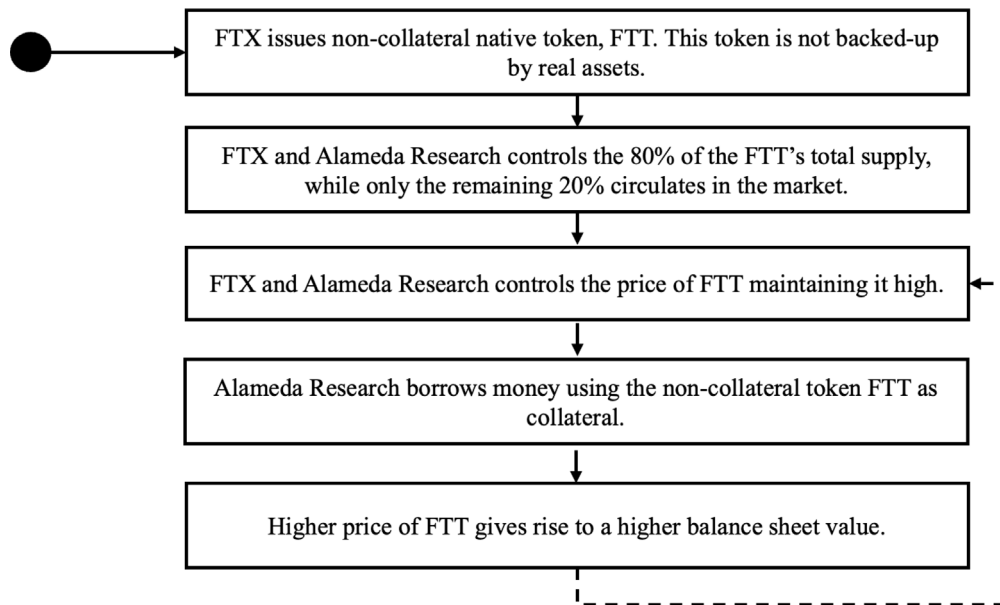 FTX issues non-collateral native token, FTT. This token is not backed-up
by real assets.
FTX and Alameda Research controls the 80% of the FTT’s total supply,
while only the remaining 20% circulates in the market.
FTX and Alameda Research controls the price of FTT maintaining it high.
Alameda Research borrows money using the non-collateral token FTT as
collateral.
Higher price of FTT gives rise to a higher balance sheet value.